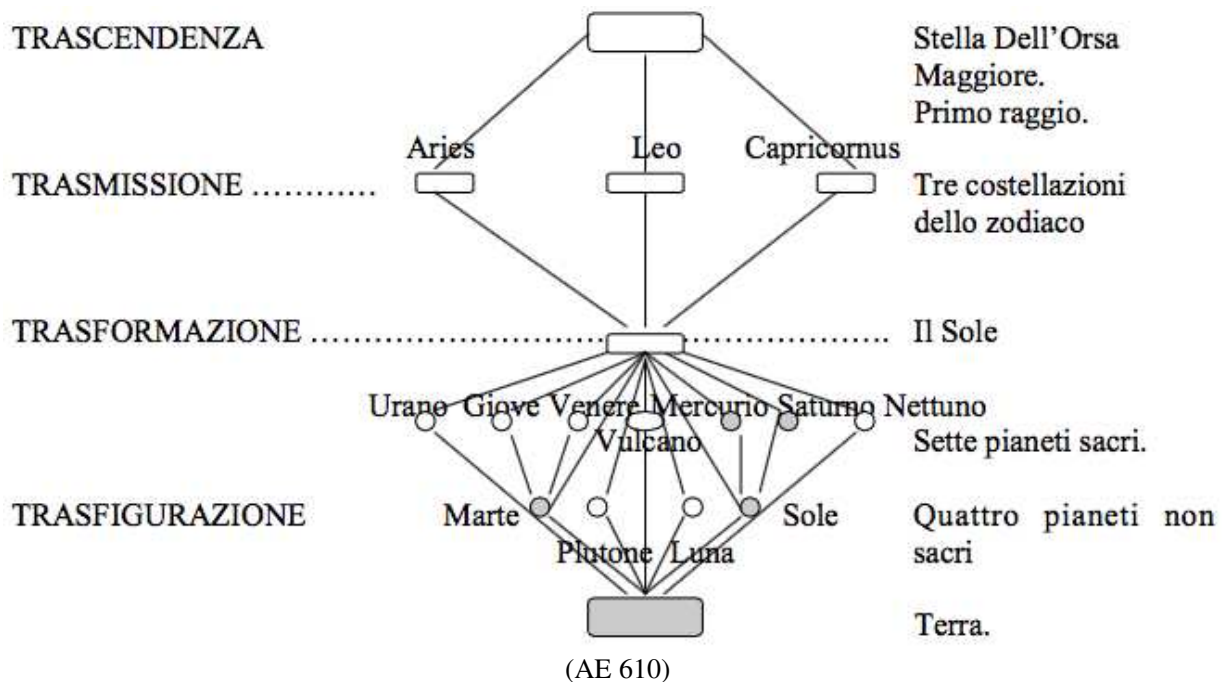 TRASCENDENZA
Stella Dell'Orsa
Maggiore.
Primo raggio.
Aries Leo Capricornus
TRASMISSIONE …………
Tre costellazioni
dello zodiaco
TRASFORMAZIONE ……………………………………………………. Il Sole
Urano Giove Venere Mercurio Saturno Nettuno
Vulcano
Sette pianeti sacri.
TRASFIGURAZIONE
Marte Sole
Quattro pianeti non
sacri
Plutone Luna
Terra.
(AE 610)